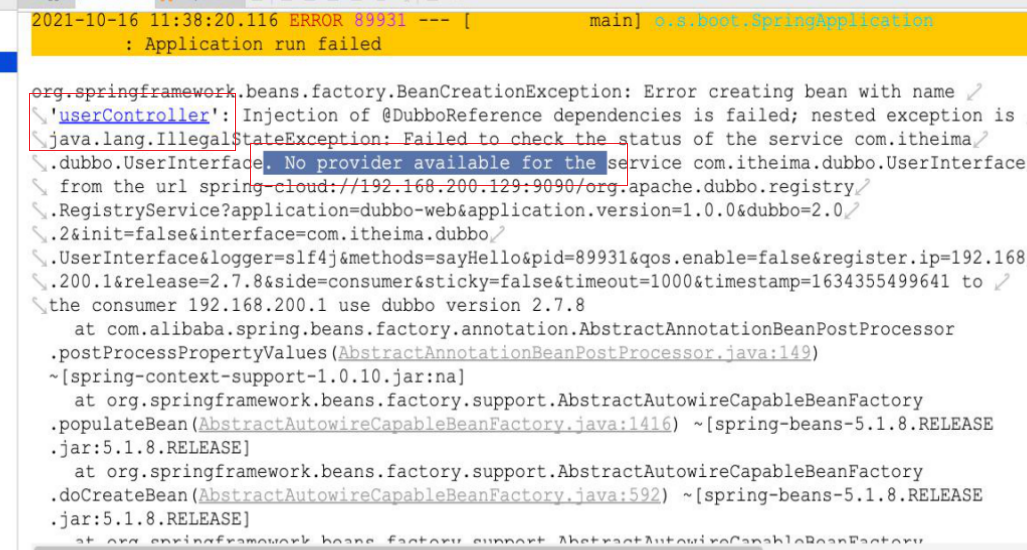 2021-10-16 11:38:20.116 ERROR 89931 --- [           main] o.s.boot.SpringApplication
: Application run failed
org.springframework.beans.factory.BeanCreationException: Error creating bean with name
'userController': Injection of @DubboReference dependencies is failed; nested exception is
java.lang.IllegalStateException: Failed to check the status of the service com.itheima
.dubbo.UserInterface. No provider available for the service com.itheima.dubbo.UserInterface
from the url spring-cloud://192.168.200.129:9090/org.apache.dubbo.registry
.RegistryService?application=dubbo-web&application.version=1.0.0&dubbo=2.0
.2&init=false&interface=com.itheima.dubbo
.UserInterface&logger=slf4j&methods=sayHello&pid=89931&qos.enable=false&register.ip=192.168
.200.1&release=2.7.8&side=consumer&sticky=false&timeout=1000&timestamp=1634355499641 to
the consumer 192.168.200.1 use dubbo version 2.7.8
at com.alibaba.spring.beans.factory.annotation.AbstractAnnotationBeanPostProcessor
.postProcessPropertyValues(AbstractAnnotationBeanPostProcessor.java:149)
~[spring-context-support-1.0.10.jar:na]
at org.springframework.beans.factory.support.AbstractAutowireCapableBeanFactory
.populateBean(AbstractAutowireCapableBeanFactory.java:1416) ~[spring-beans-5.1.8.RELEASE
.jar:5.1.8.RELEASE]
at org.springframework.beans.factory.support.AbstractAutowireCapableBeanFactory
.doCreateBean(AbstractAutowireCapableBeanFactory.java:592) ~[spring-beans-5.1.8.RELEASE
.jar:5.1.8.RELEASE]
at org.springframework.beans.factory.support.AbstractAutowireCapableBeanFactory